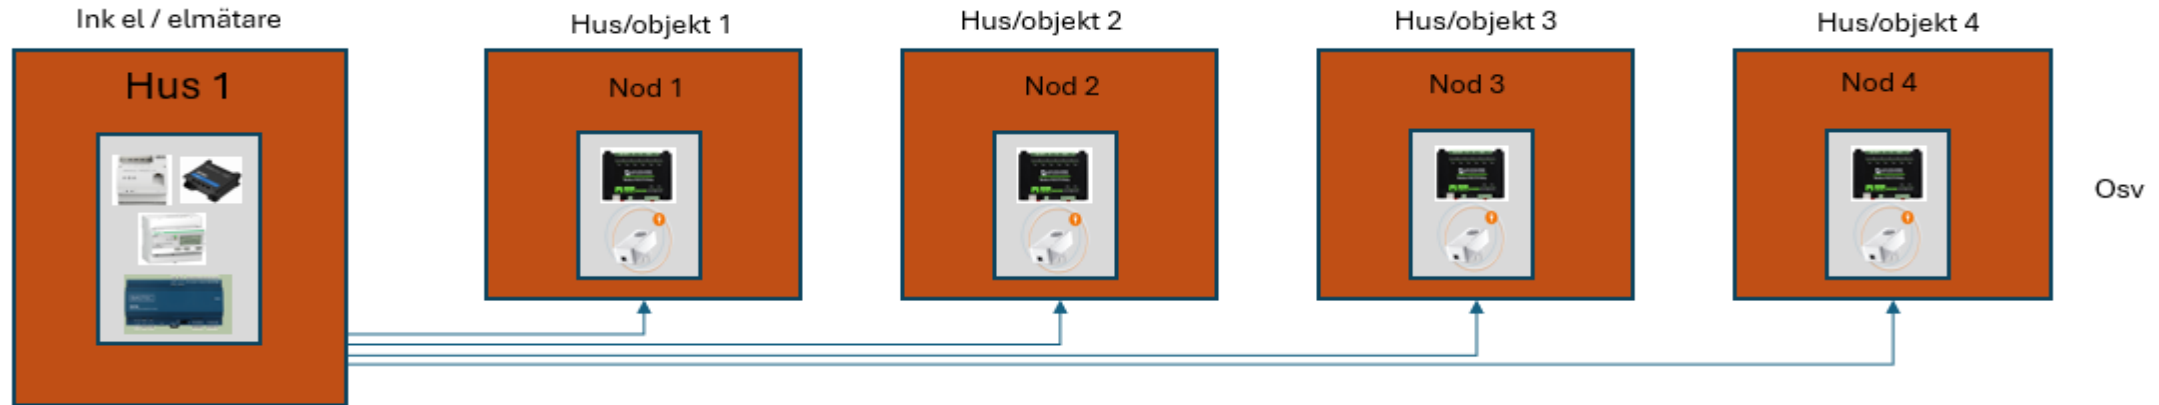 Ink el / elmätare
Hus/objekt 1
Hus/objekt 2
Hus/objekt 3
Hus/objekt 4
Hus 1
Nod 1
Nod 2
Nod 3
Nod 4
Osv